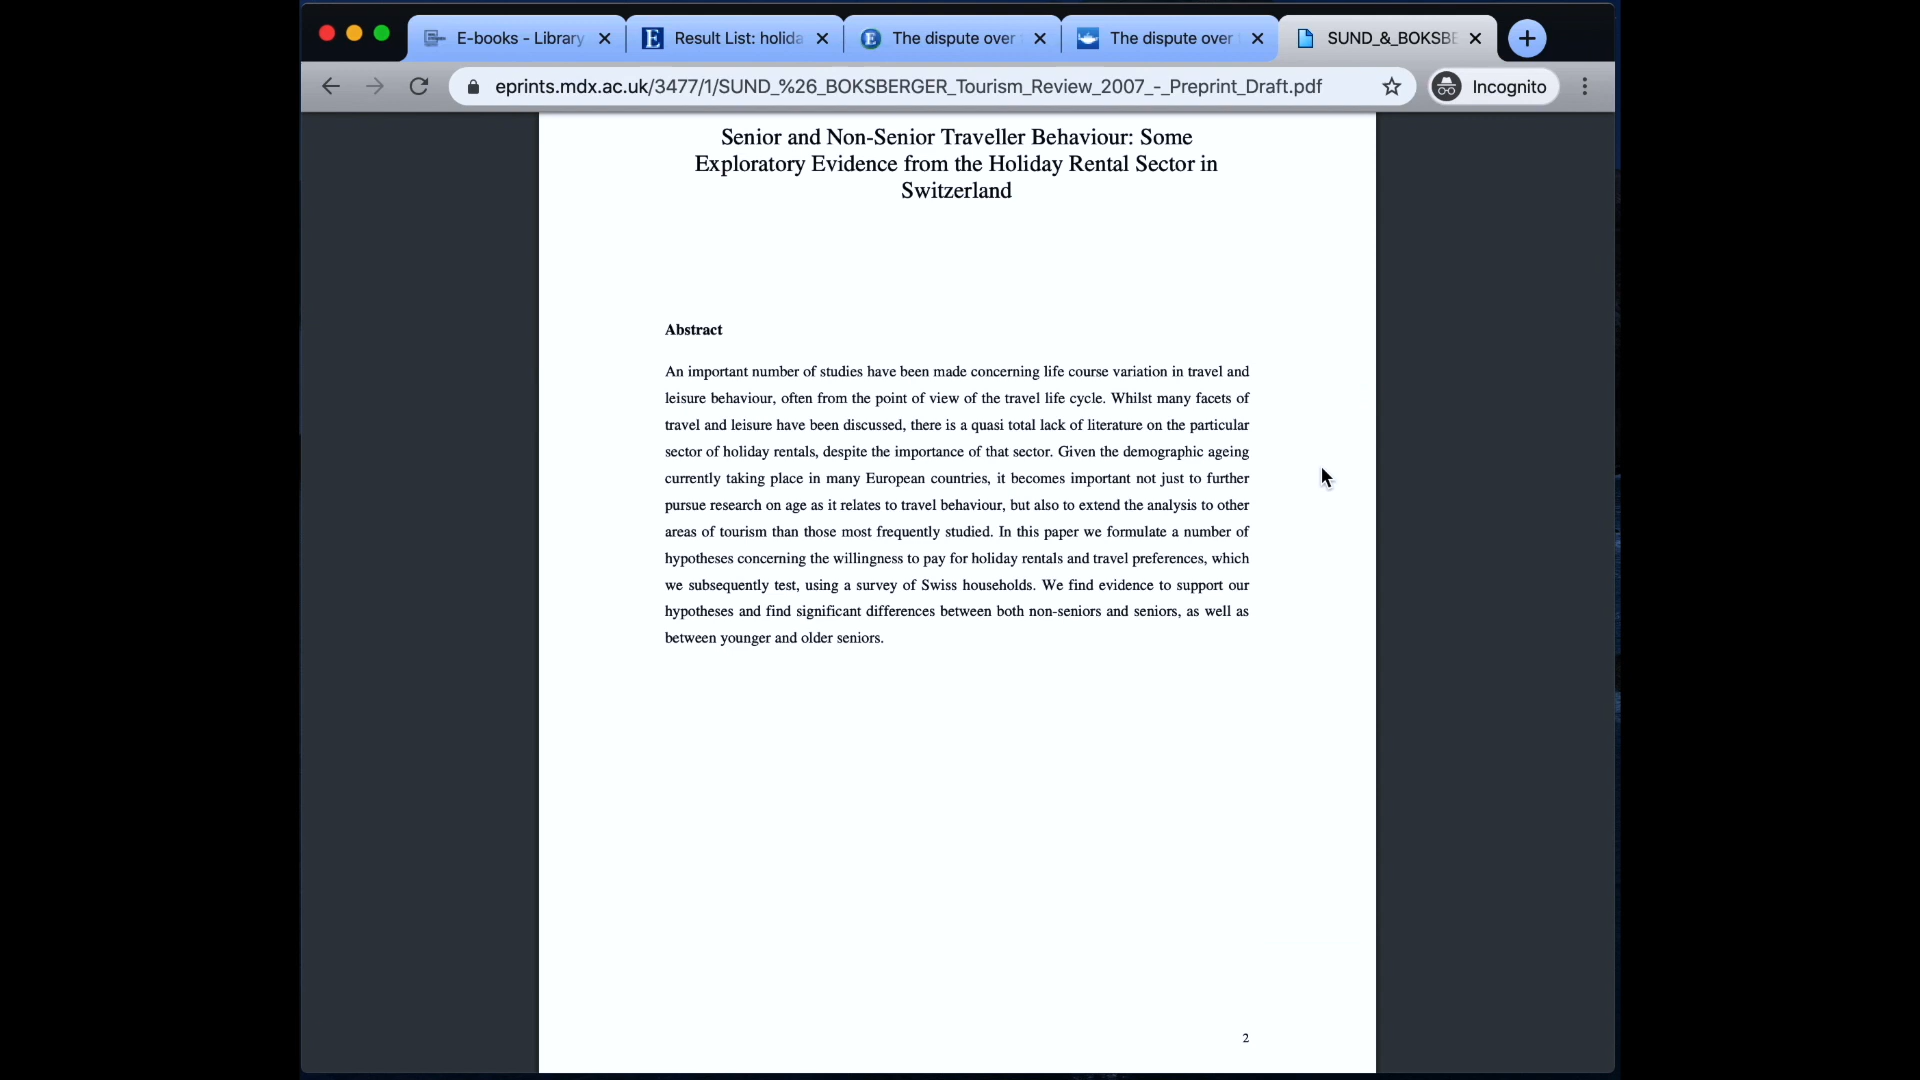 E-books - Library
Result List: holida
The dispute over
The dispute over
SUND_&_BOKSBE
eprints.mdx.ac.uk/3477/1/SUND_%26_BOKSBERGER_Tourism_Review_2007_-_Preprint_Draft.pdf
Incognito
Senior and Non-Senior Traveller Behaviour: Some
Exploratory Evidence from the Holiday Rental Sector in
Switzerland
Abstract
An important number of studies have been made concerning life course variation in travel and
leisure behaviour, often from the point of view of the travel life cycle. Whilst many facets of
travel and leisure have been discussed, there is a quasi total lack of literature on the particular
sector of holiday rentals, despite the importance of that sector. Given the demographic ageing
currently taking place in many European countries, it becomes important not just to further
pursue research on age as it relates to travel behaviour, but also to extend the analysis to other
areas of tourism than those most frequently studied. In this paper we formulate a number of
hypotheses concerning the willingness to pay for holiday rentals and travel preferences, which
we subsequently test, using a survey of Swiss households. We find evidence to support our
hypotheses and find significant differences between both non-seniors and seniors, as well as
between younger and older seniors.
2